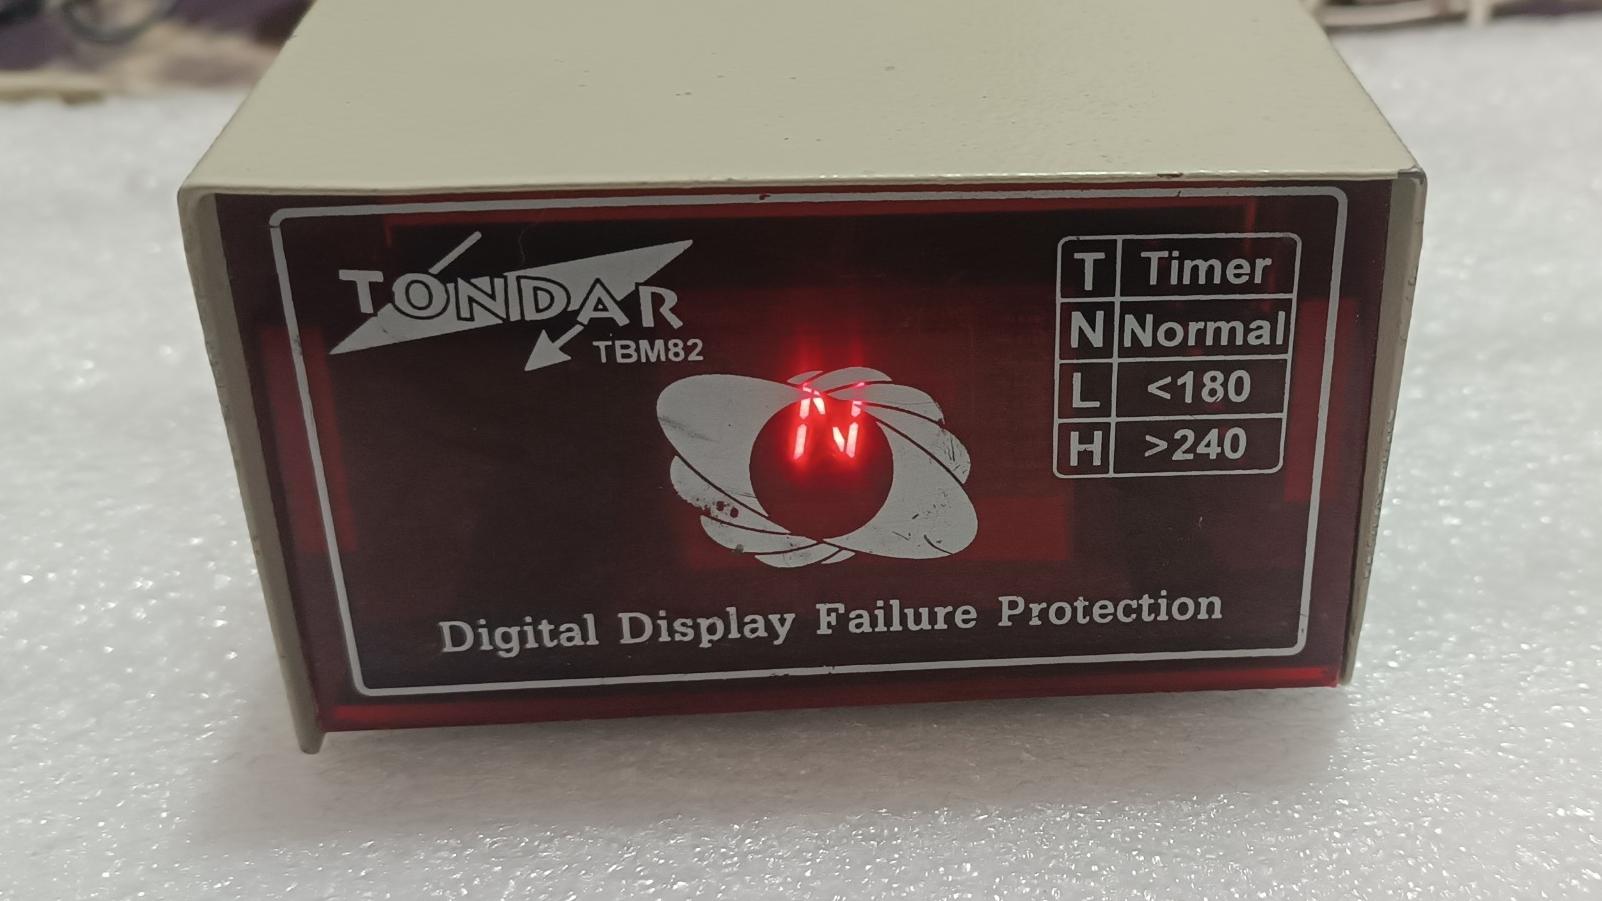 TONDAR
TBM82
T Timer
N Normal
L <180
H >240
N
Digital Display Failure Protection